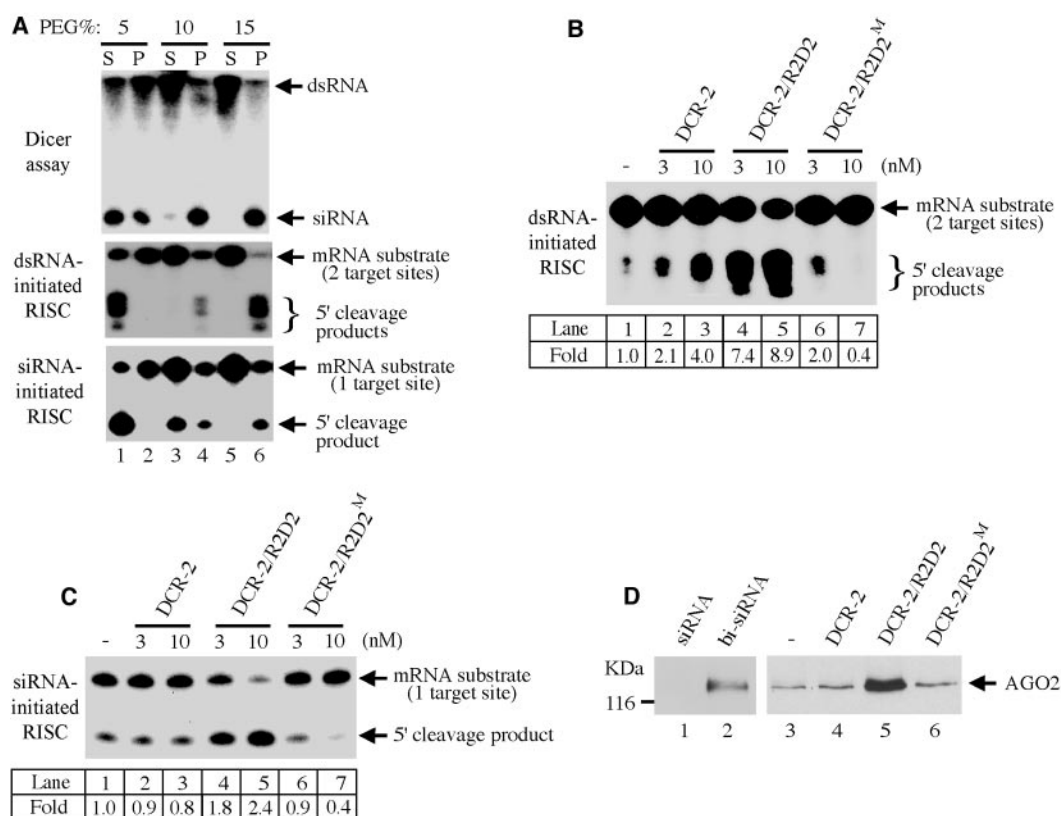 A
PEG%: 5 10 15
S P S P S P
dsRNA
Dicer
assay
siRNA
dsRNA-
initiated
RISC
mRNA substrate
(2 target sites)
5' cleavage
products
siRNA-
initiated
RISC
mRNA substrate
(1 target site)
5' cleavage
product
1 2 3 4 5 6
B
DCR-2
DCR-2/R2D2
DCR-2/R2D2M
- 3 10 3 10 3 10 (nM)
dsRNA-
initiated
RISC
mRNA substrate
(2 target sites)
5' cleavage
products
Lane 1 2 3 4 5 6 7
Fold 1.0 2.1 4.0 7.4 8.9 2.0 0.4
C
DCR-2
DCR-2/R2D2
DCR-2/R2D2M
- 3 10 3 10 3 10 (nM)
siRNA-
initiated
RISC
mRNA substrate
(1 target site)
5' cleavage product
Lane 1 2 3 4 5 6 7
Fold 1.0 0.9 0.8 1.8 2.4 0.9 0.4
D
siRNA
bi-siRNA
-
DCR-2
DCR-2/R2D2
DCR-2/R2D2M
KDa
116
AGO2
1 2 3 4 5 6